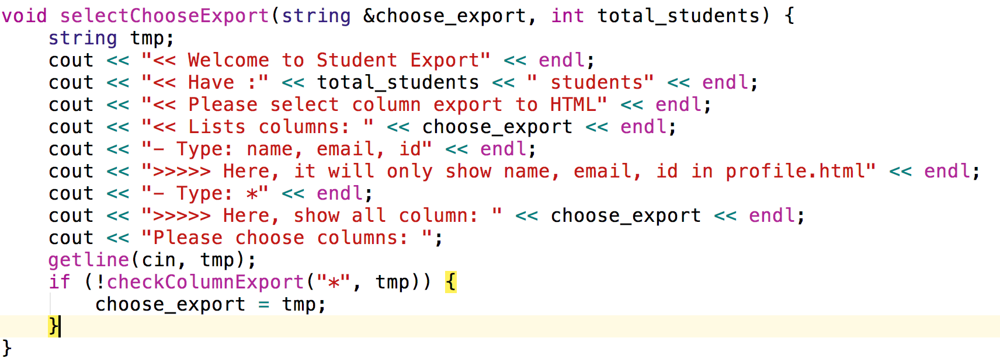 void selectChooseExport(string &choose_export, int total_students) {
    string tmp;
    cout << "<< Welcome to Student Export" << endl;
    cout << "<< Have :" << total_students << " students" << endl;
    cout << "<< Please select column export to HTML" << endl;
    cout << "<< Lists columns: " << choose_export << endl;
    cout << "- Type: name, email, id" << endl;
    cout << ">>>>> Here, it will only show name, email, id in profile.html" << endl;
    cout << "- Type: *" << endl;
    cout << ">>>>> Here, show all column: " << choose_export << endl;
    cout << "Please choose columns: ";
    getline(cin, tmp);
    if (!checkColumnExport("*", tmp)) {
        choose_export = tmp;
    }
}